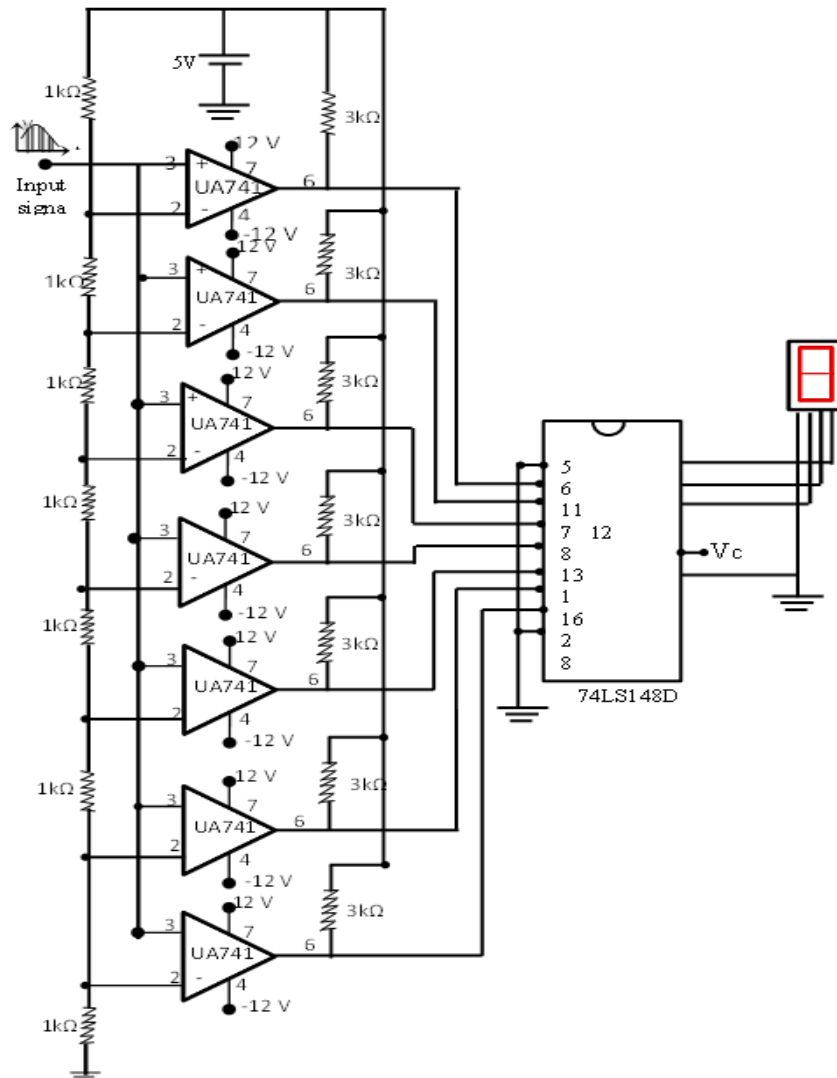 5V
1kΩ
3kΩ
V
12 V
3
+
7
Input
UA741
6
signa
2
-
4
-12 V
12 V
1kΩ
3
+
7
3kΩ
UA741
6
2
-
4
-12 V
1kΩ
12 V
3kΩ
3
+
7
UA741
6
2
-
4
-12 V
1kΩ
12 V
3kΩ
3
7
UA741
6
2
-
4
-12 V
1kΩ
12 V
3kΩ
3
7
UA741
6
2
4
-12 V
1kΩ
12 V
3kΩ
3
7
UA741
6
2
4
-12 V
12 V
3kΩ
3
7
UA741
6
2
-
4
-12 V
1kΩ
5
6
11
7
12
8
Vc
13
1
16
2
8
74LS148D